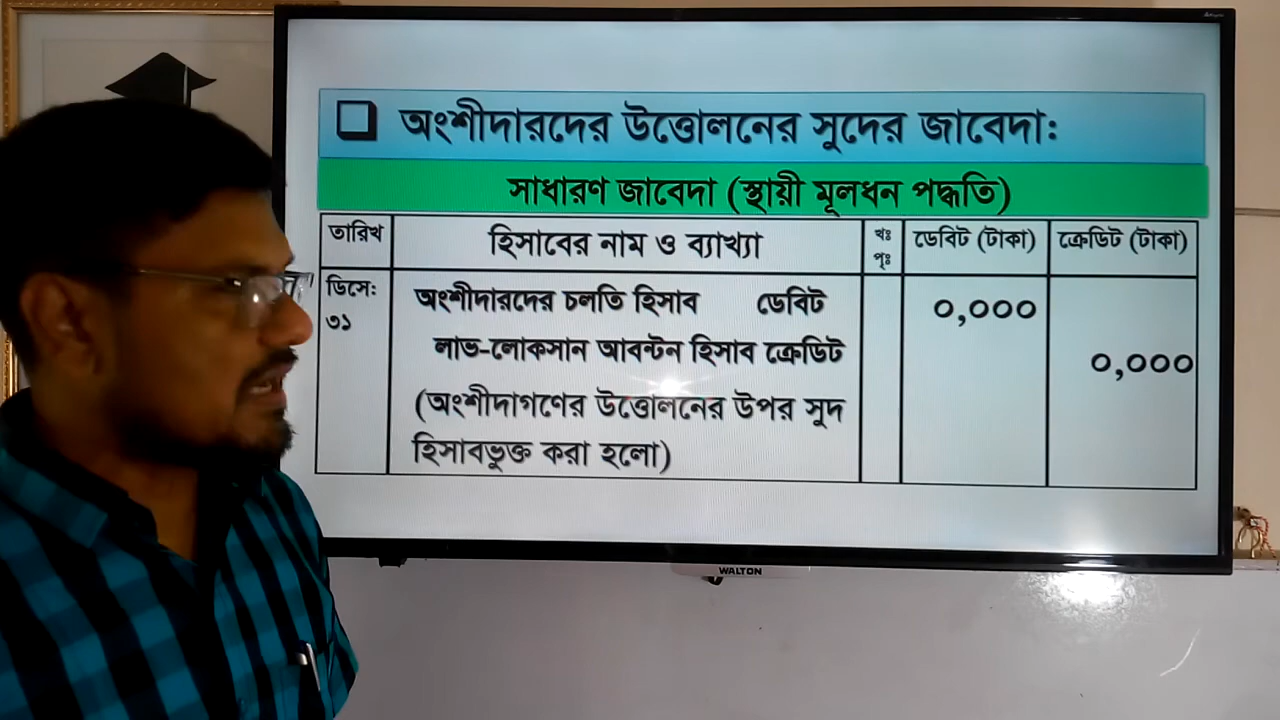 ❑ অংশীদারদের উত্তোলনের সুদের জাবেদা:
সাধারণ জাবেদা (স্থায়ী মূলধন পদ্ধতি)
তারিখ হিসাবের নাম ও ব্যাখ্যা খঃ পৃঃ ডেবিট (টাকা) ক্রেডিট (টাকা)
ডিসে: ৩১
অংশীদারদের চলতি হিসাব ডেবিট ০,০০০
লাভ-লোকসান আবন্টন হিসাব ক্রেডিট ০,০০০
(অংশীদাগণের উত্তোলনের উপর সুদ
হিসাবভুক্ত করা হলো)
WALTON